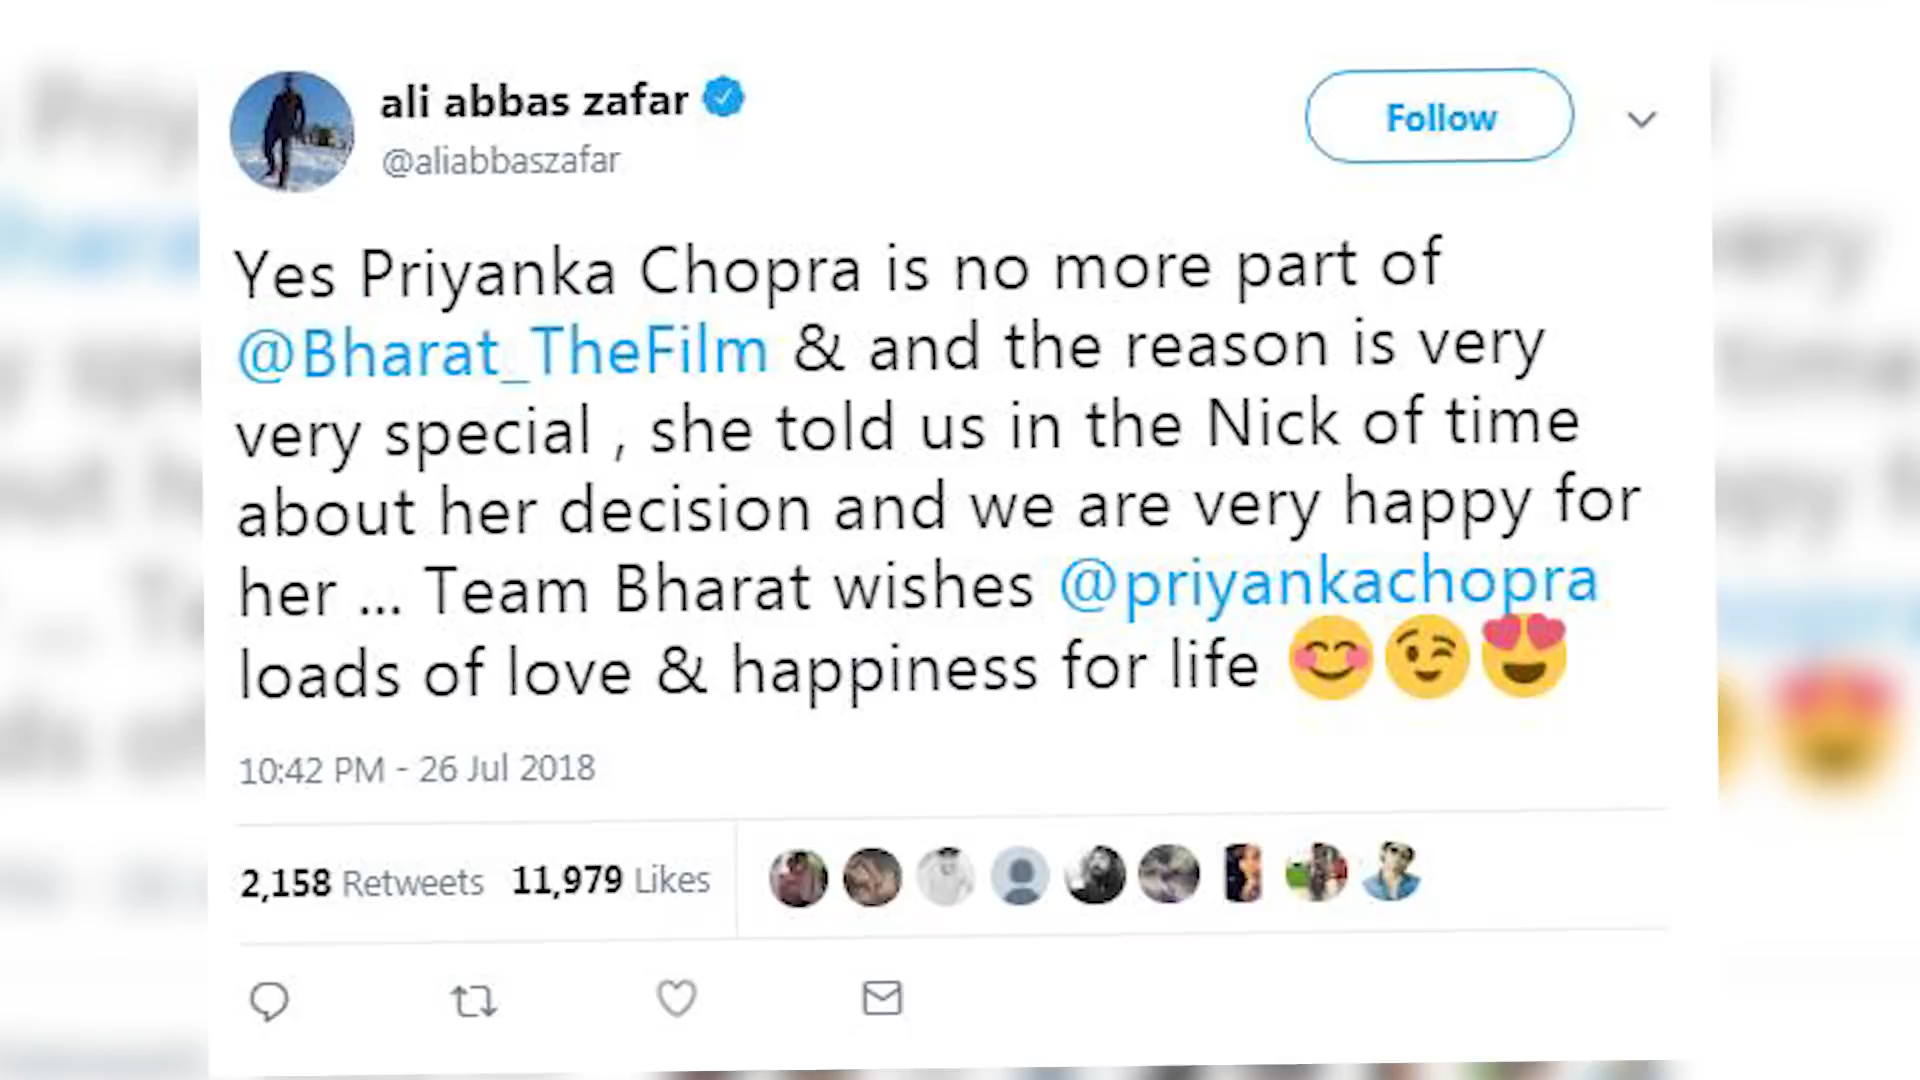 ali abbas zafar
@aliabbaszafar
Follow
Yes Priyanka Chopra is no more part of
@Bharat_TheFilm & and the reason is very
very special , she told us in the Nick of time
about her decision and we are very happy for
her ... Team Bharat wishes @priyankachopra
loads of love & happiness for life 😊😉😍
10:42 PM - 26 Jul 2018
2,158 Retweets 11,979 Likes